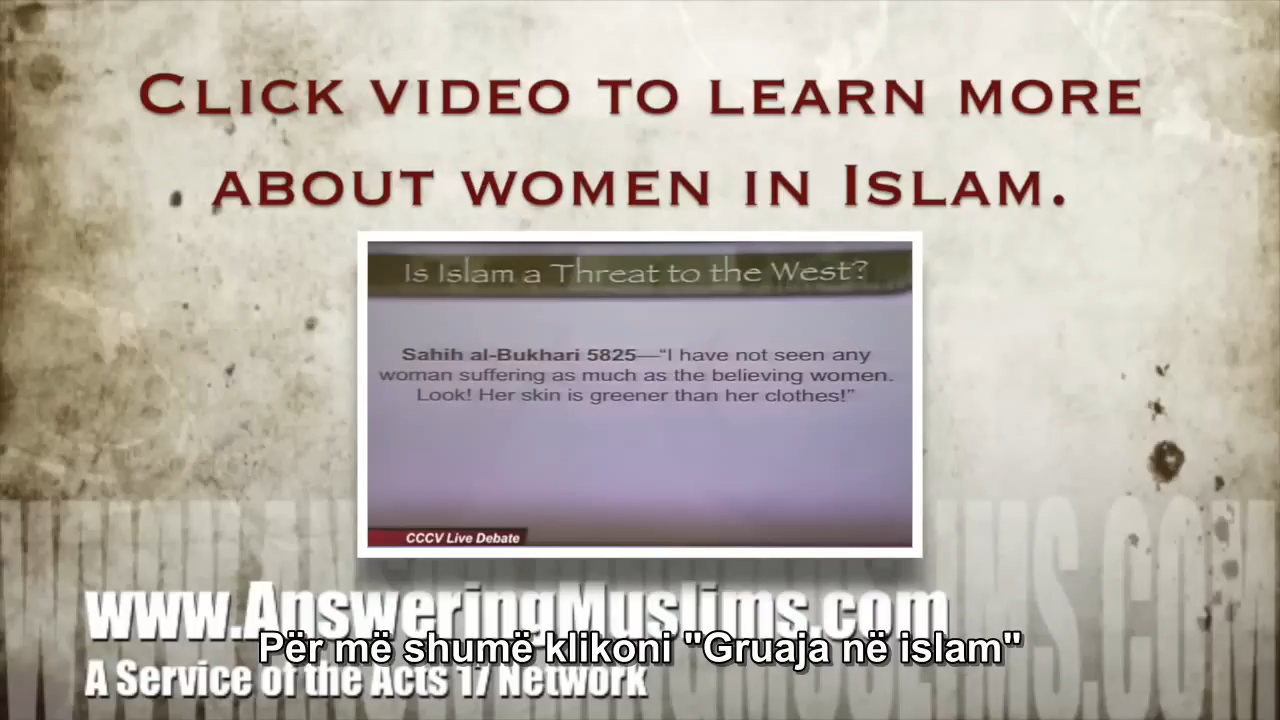 CLICK VIDEO TO LEARN MORE
ABOUT WOMEN IN ISLAM.
Is Islam a Threat to the West?
Sahih al-Bukhari 5825—“I have not seen any
woman suffering as much as the believing women.
Look! Her skin is greener than her clothes!”
CCCV Live Debate
www.AnsweringMuslims.com
Për më shumë klikoni "Gruaja në islam"
A Service of the Acts 17 Network